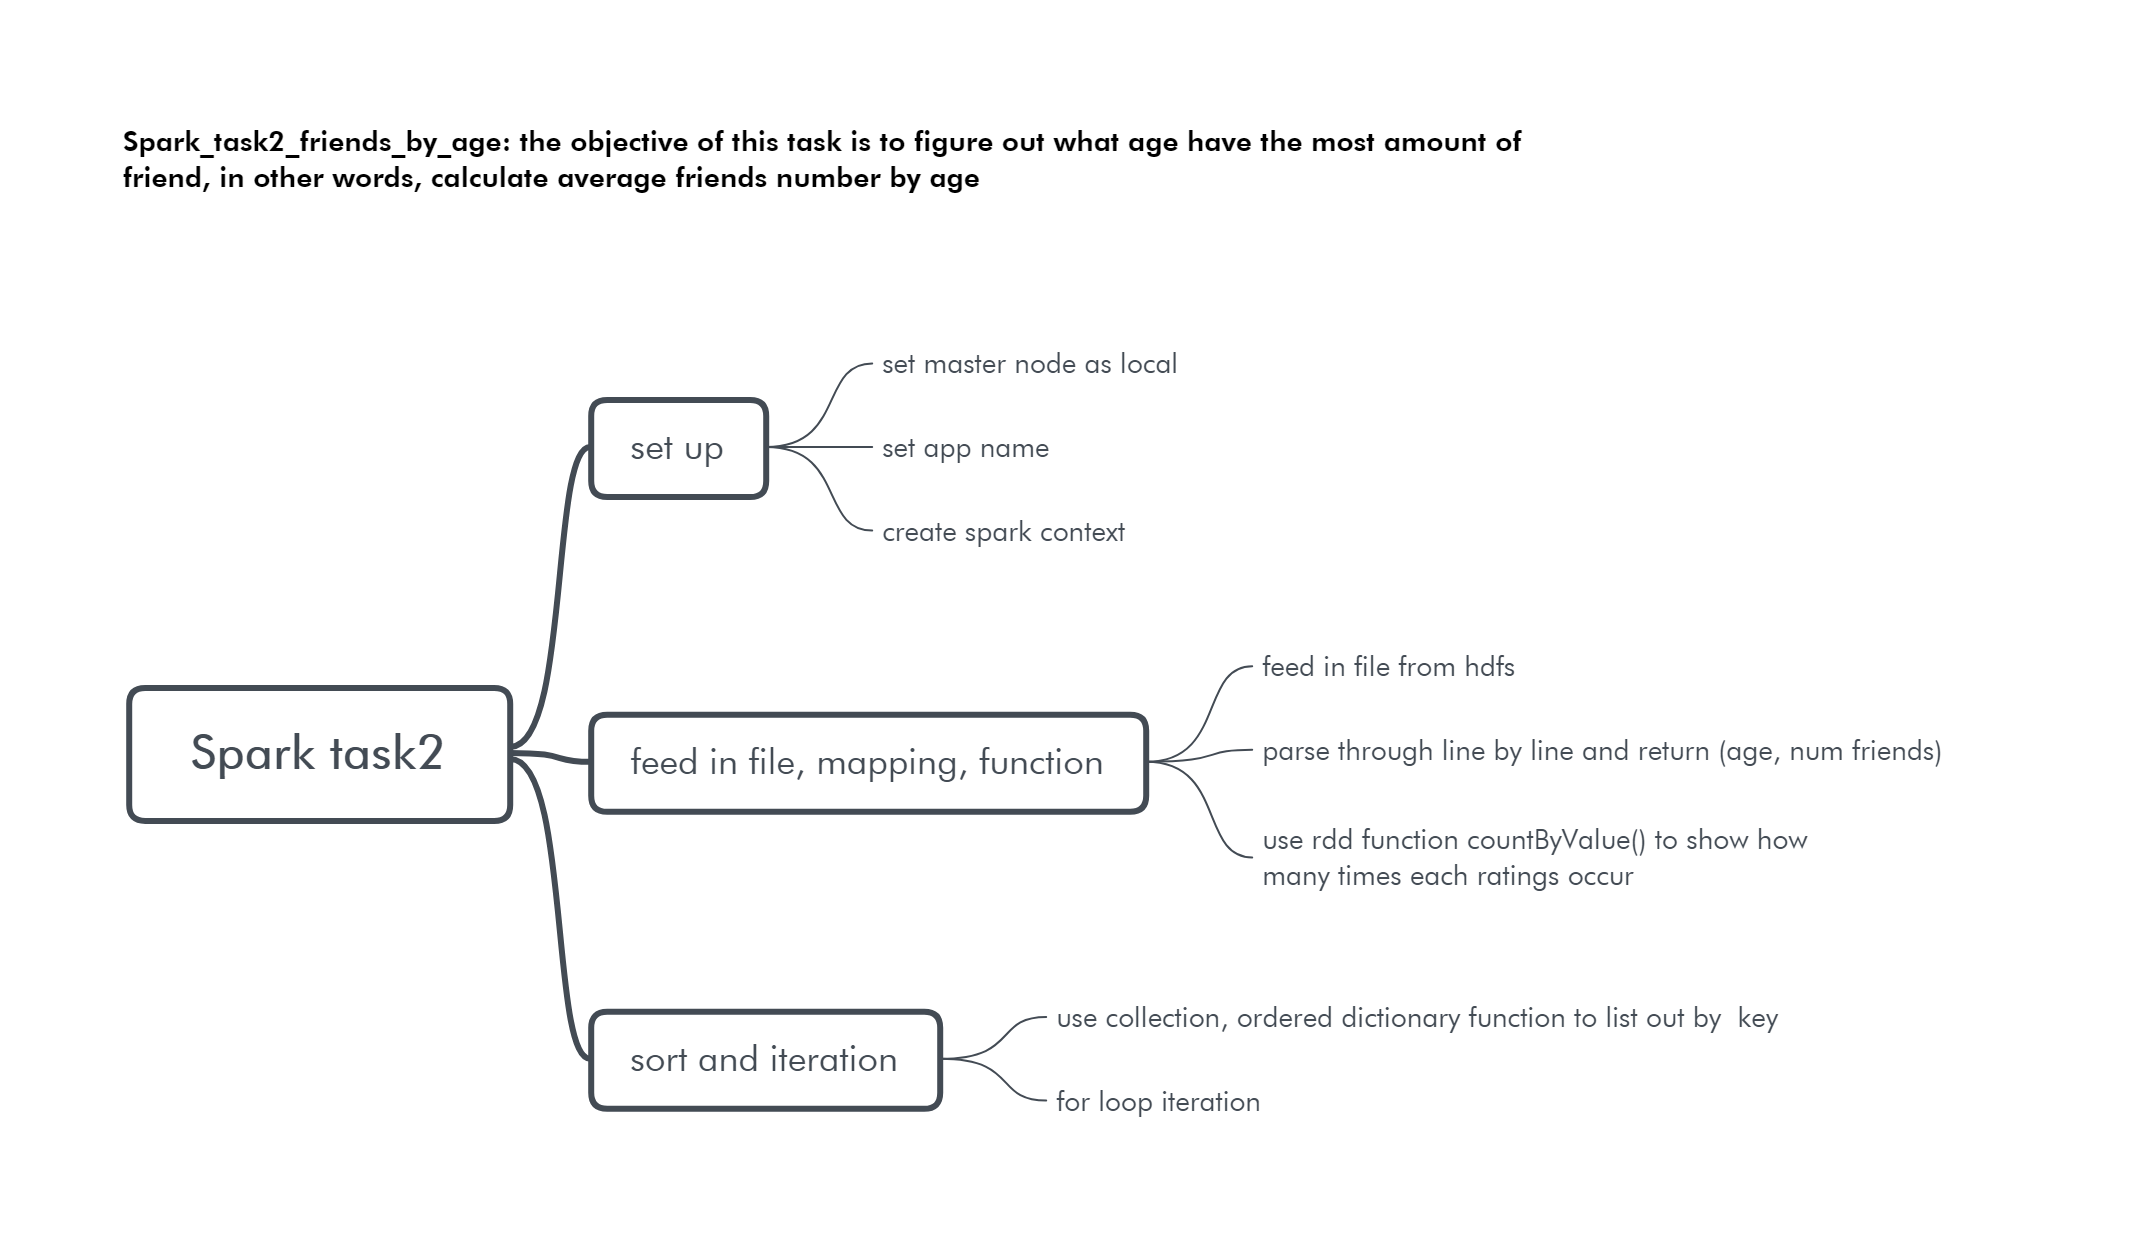 Spark_task2_friends_by_age: the objective of this task is to figure out what age have the most amount of
friend, in other words, calculate average friends number by age
set master node as local
set up
set app name
create spark context
feed in file from hdfs
Spark task2
feed in file, mapping, function
parse through line by line and return (age, num friends)
use rdd function countByValue() to show how
many times each ratings occur
use collection, ordered dictionary function to list out by  key
sort and iteration
for loop iteration